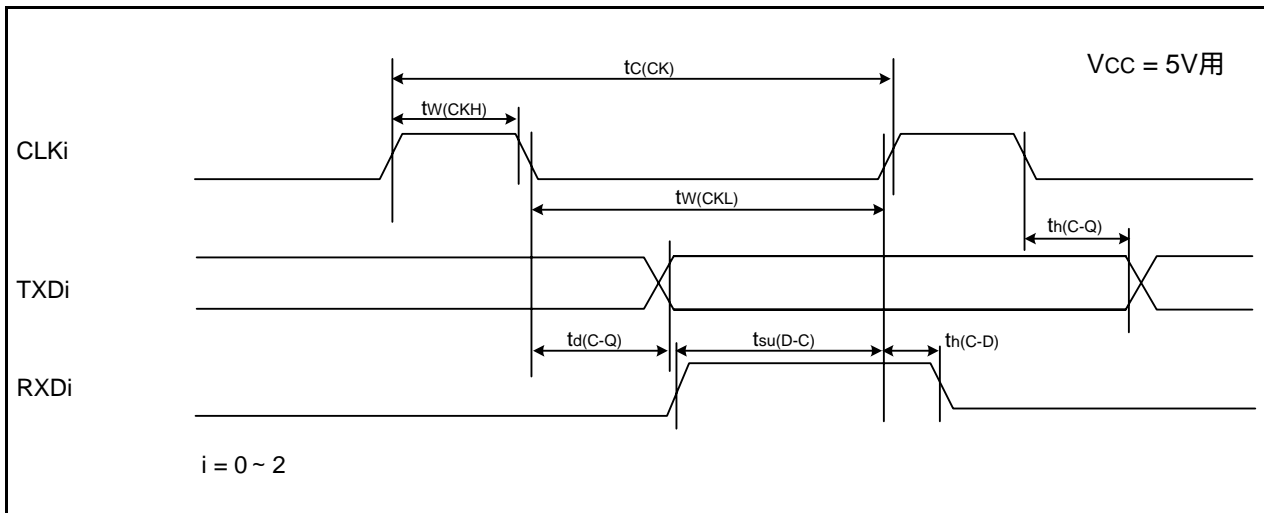 VCC = 5V用
tC(CK)
tW(CKH)
CLKi
tW(CKL)
th(C-Q)
TXDi
td(C-Q)
tsu(D-C)
th(C-D)
RXDi
i = 0 ~ 2